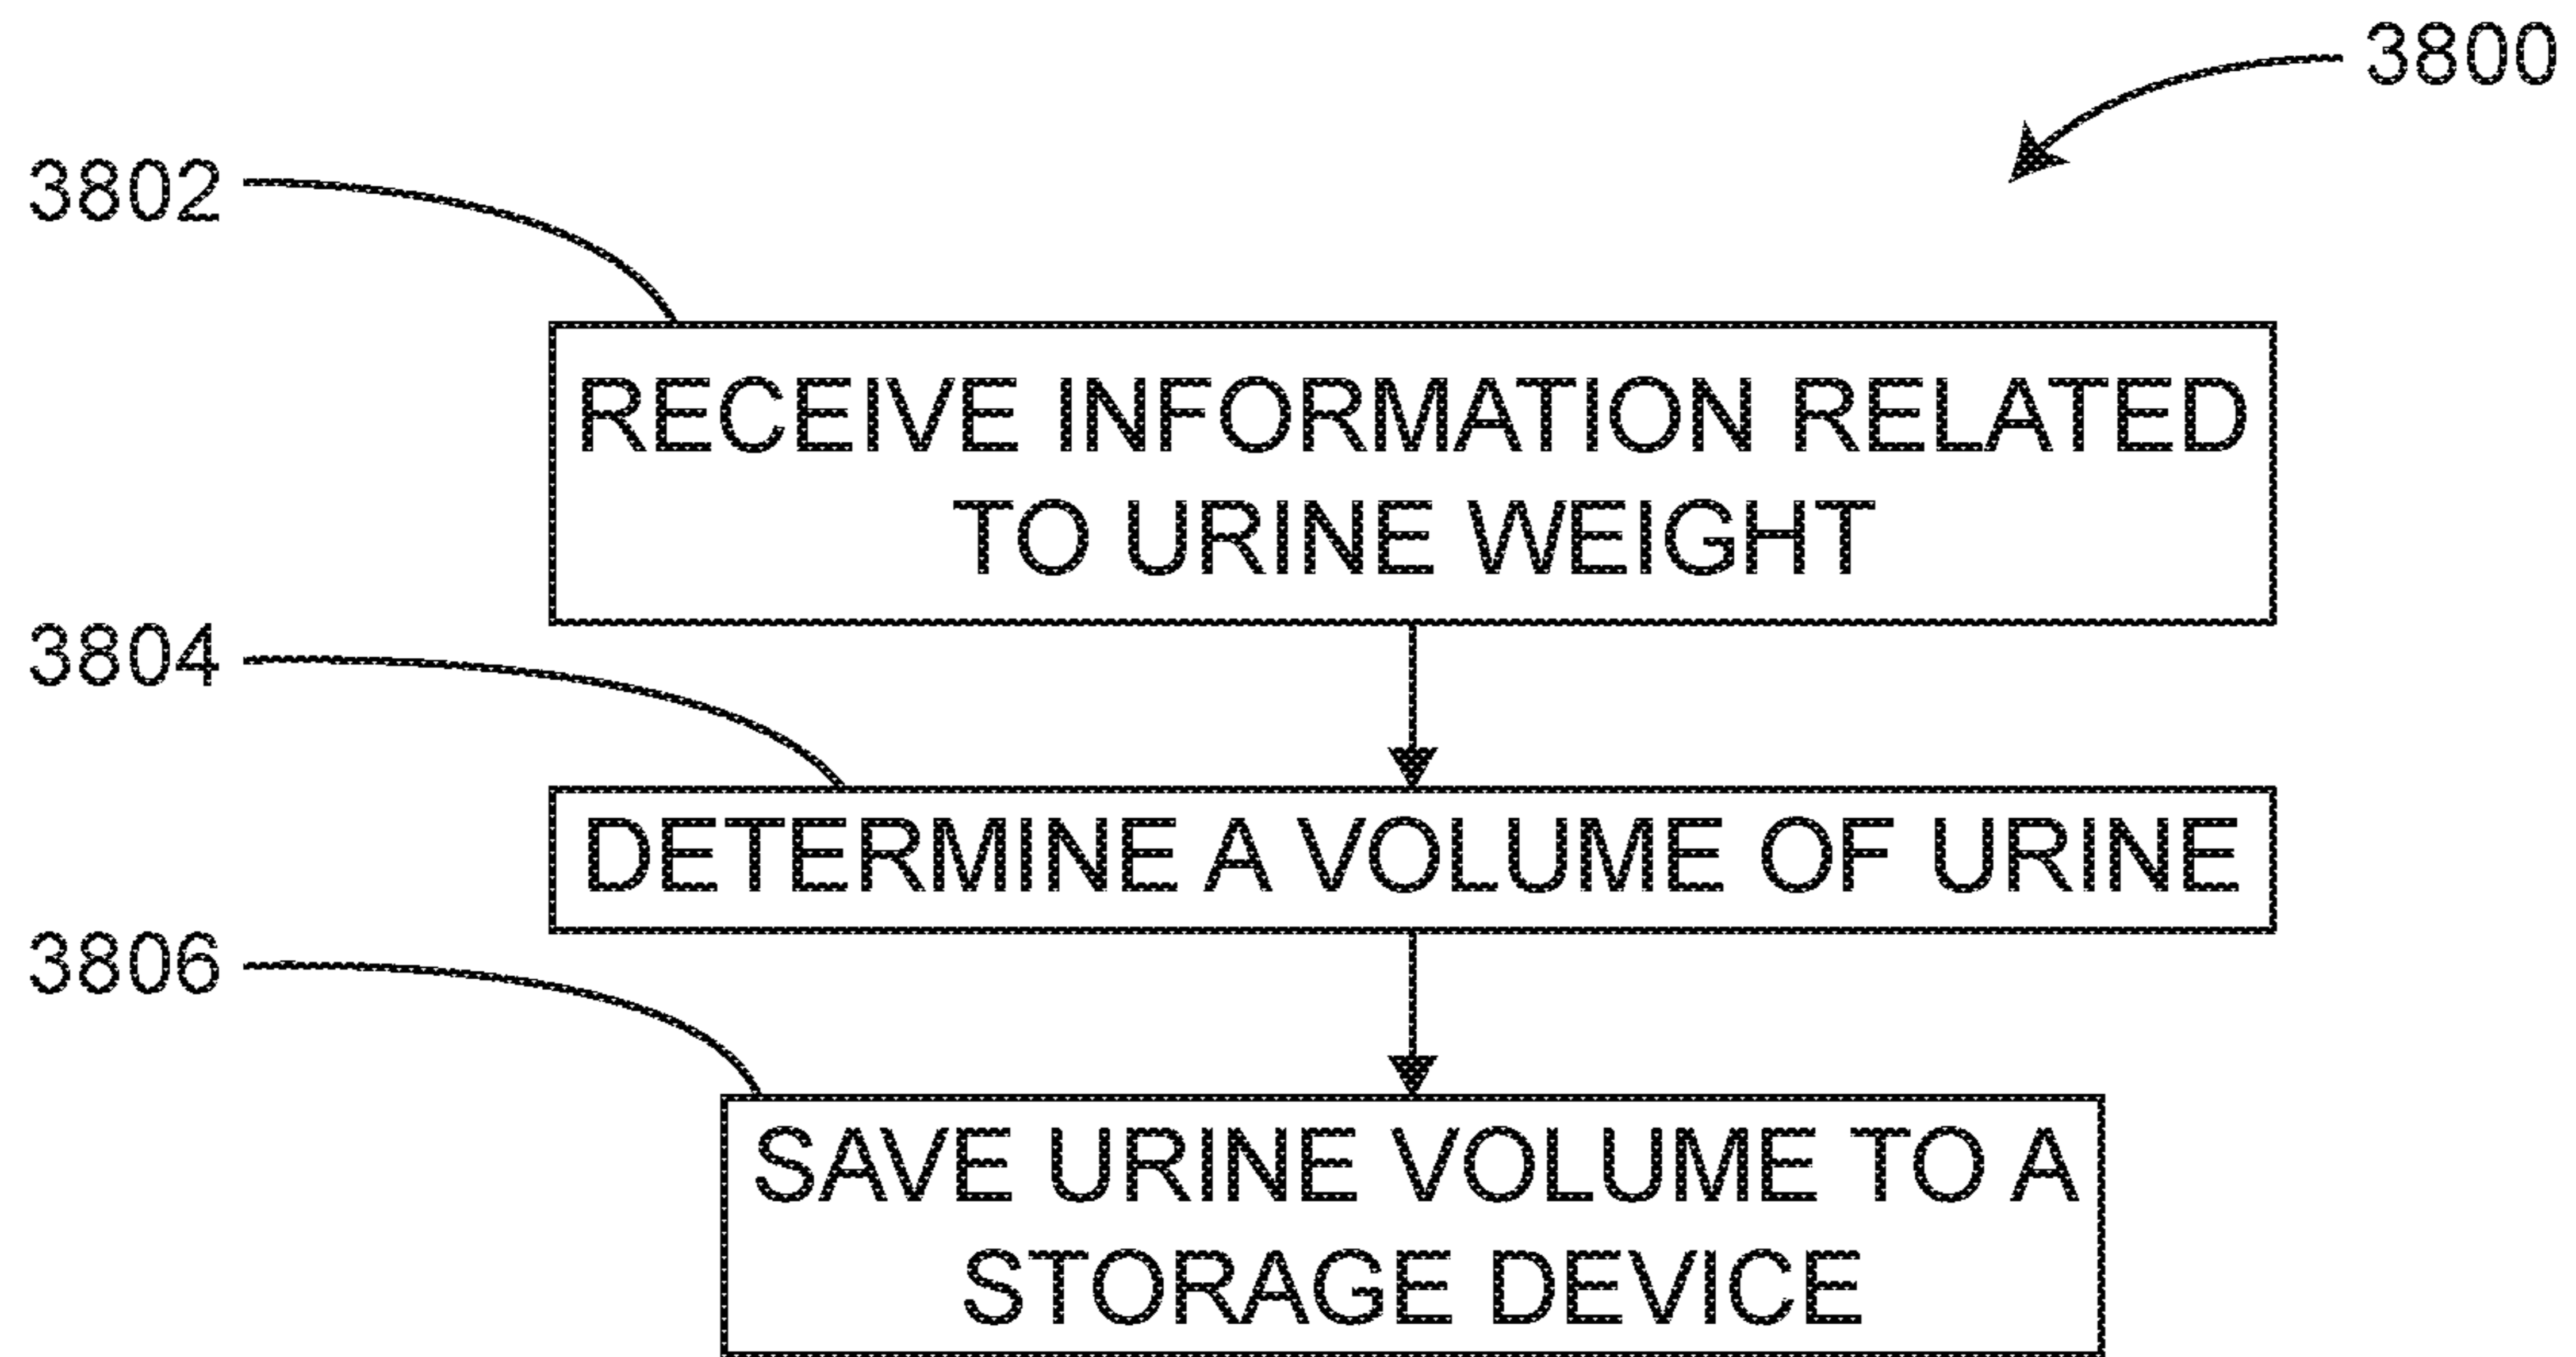 3800
3802
RECEIVE INFORMATION RELATED
TO URINE WEIGHT
3804
DETERMINE A VOLUME OF URINE
3806
SAVE URINE VOLUME TO A
STORAGE DEVICE